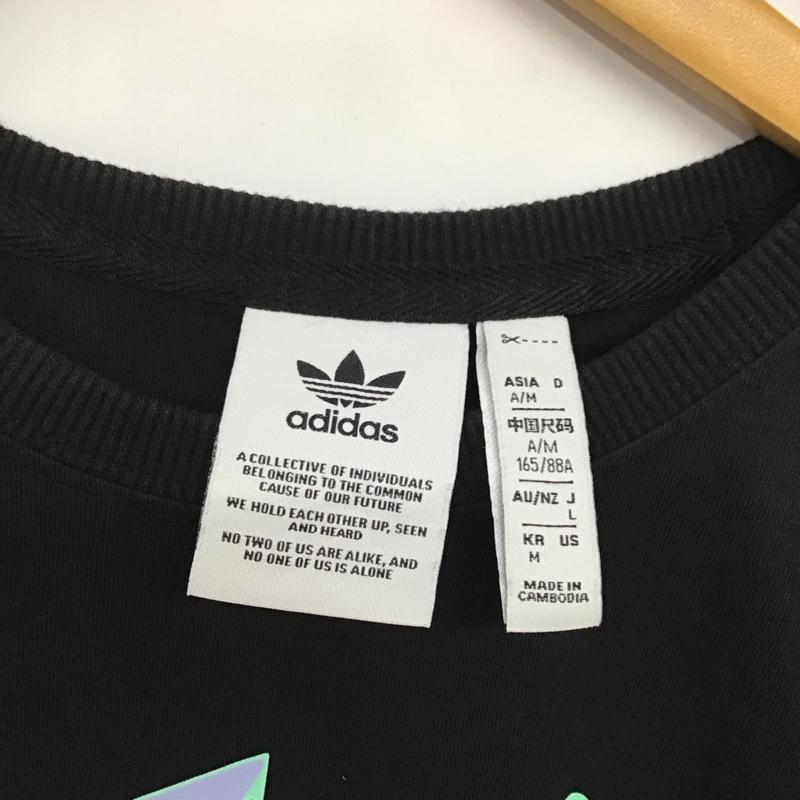 adidas
A COLLECTIVE OF INDIVIDUALS
BELONGING TO THE COMMON
CAUSE OF OUR FUTURE
WE HOLD EACH OTHER UP, SEEN
AND HEARD
NO TWO OF US ARE ALIKE, AND
NO ONE OF US IS ALONE
ASIA D
A/M
中国尺码
A/M
165/88A
AU/NZ J
L
KR US
M
MADE IN
CAMBODIA